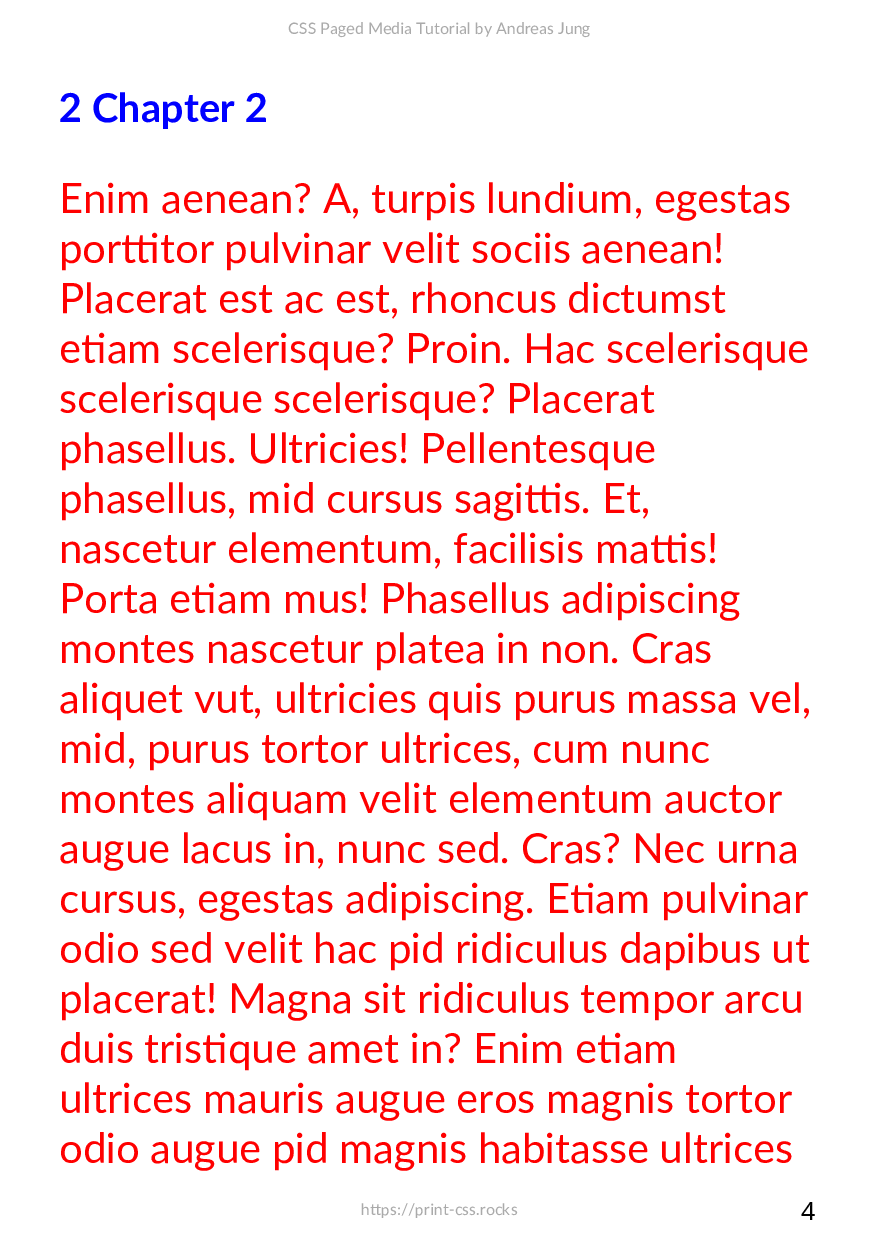 CSS Paged Media Tutorial by Andreas Jung
2 Chapter 2
Enim aenean? A, turpis lundium, egestas
porttitor pulvinar velit sociis aenean!
Placerat est ac est, rhoncus dictumst
etiam scelerisque? Proin. Hac scelerisque
scelerisque scelerisque? Placerat
phasellus. Ultricies! Pellentesque
phasellus, mid cursus sagittis. Et,
nascetur elementum, facilisis mattis!
Porta etiam mus! Phasellus adipiscing
montes nascetur platea in non. Cras
aliquet vut, ultricies quis purus massa vel,
mid, purus tortor ultrices, cum nunc
montes aliquam velit elementum auctor
augue lacus in, nunc sed. Cras? Nec urna
cursus, egestas adipiscing. Etiam pulvinar
odio sed velit hac pid ridiculus dapibus ut
placerat! Magna sit ridiculus tempor arcu
duis tristique amet in? Enim etiam
ultrices mauris augue eros magnis tortor
odio augue pid magnis habitasse ultrices
https://print-css.rocks
4